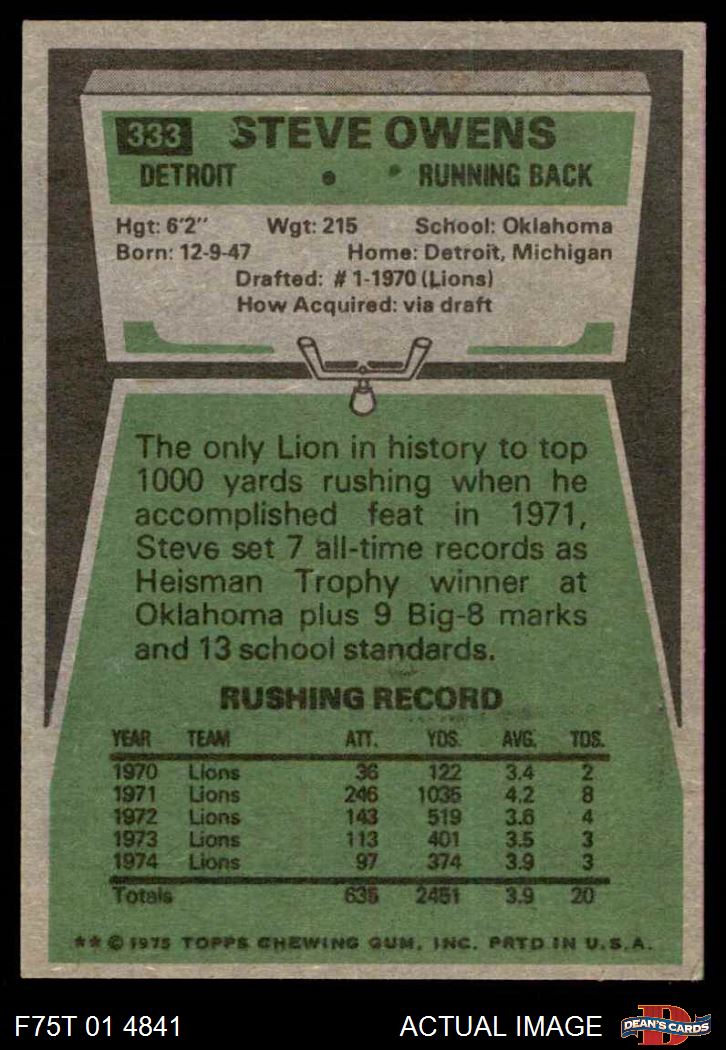 333 STEVE OWENS
DETROIT • RUNNING BACK
Hgt: 6'2" Wgt: 215 School: Oklahoma
Born: 12-9-47 Home: Detroit, Michigan
Drafted: #1-1970 (Lions)
How Acquired: via draft
The only Lion in history to top
1000 yards rushing when he
accomplished feat in 1971,
Steve set 7 all-time records as
Heisman Trophy winner at
Oklahoma plus 9 Big-8 marks
and 13 school standards.
RUSHING RECORD
YEAR TEAM ATT. YDS. AVG. TDS.
1970 Lions 36 122 3.4 2
1971 Lions 246 1035 4.2 8
1972 Lions 143 519 3.6 4
1973 Lions 113 401 3.5 3
1974 Lions 97 374 3.9 3
Totals 635 2451 3.9 20
** © 1975 TOPPS CHEWING GUM, INC. PRTD IN U.S.A.
F75T 01 4841 ACTUAL IMAGE D DEAN'S CARDS